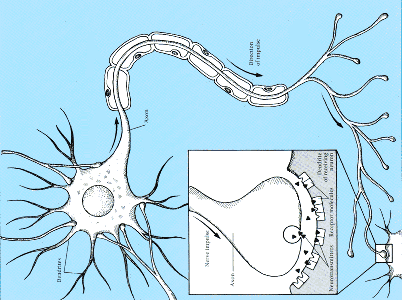 Direction
of impulse
Axon
Dendrites
Nerve impulse
Axon
Neurotransmitters
Receptor molecules
Dendrite
of receiving
neuron